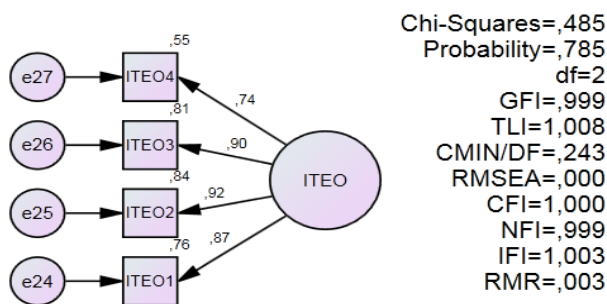 Chi-Squares=,485
Probability=,785
df=2
GFI=,999
TLI=1,008
CMIN/DF=,243
RMSEA=,000
CFI=1,000
NFI=,999
IFI=1,003
RMR=,003
,55
e27 ITEO4
,74
,81
e26 ITEO3
,90
ITEO
,84
e25 ITEO2
,92
,76
,87
e24 ITEO1